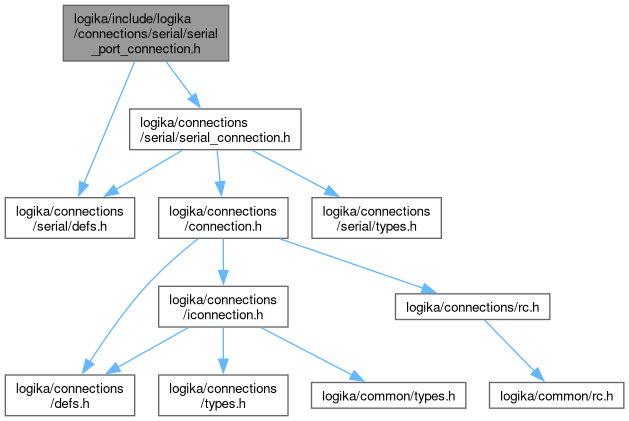 logika/include/logika
/connections/serial/serial
_port_connection.h
logika/connections
/serial/serial_connection.h
logika/connections
/serial/defs.h
logika/connections
/connection.h
logika/connections
/serial/types.h
logika/connections
/iconnection.h
logika/connections/rc.h
logika/connections
/defs.h
logika/connections
/types.h
logika/common/types.h
logika/common/rc.h